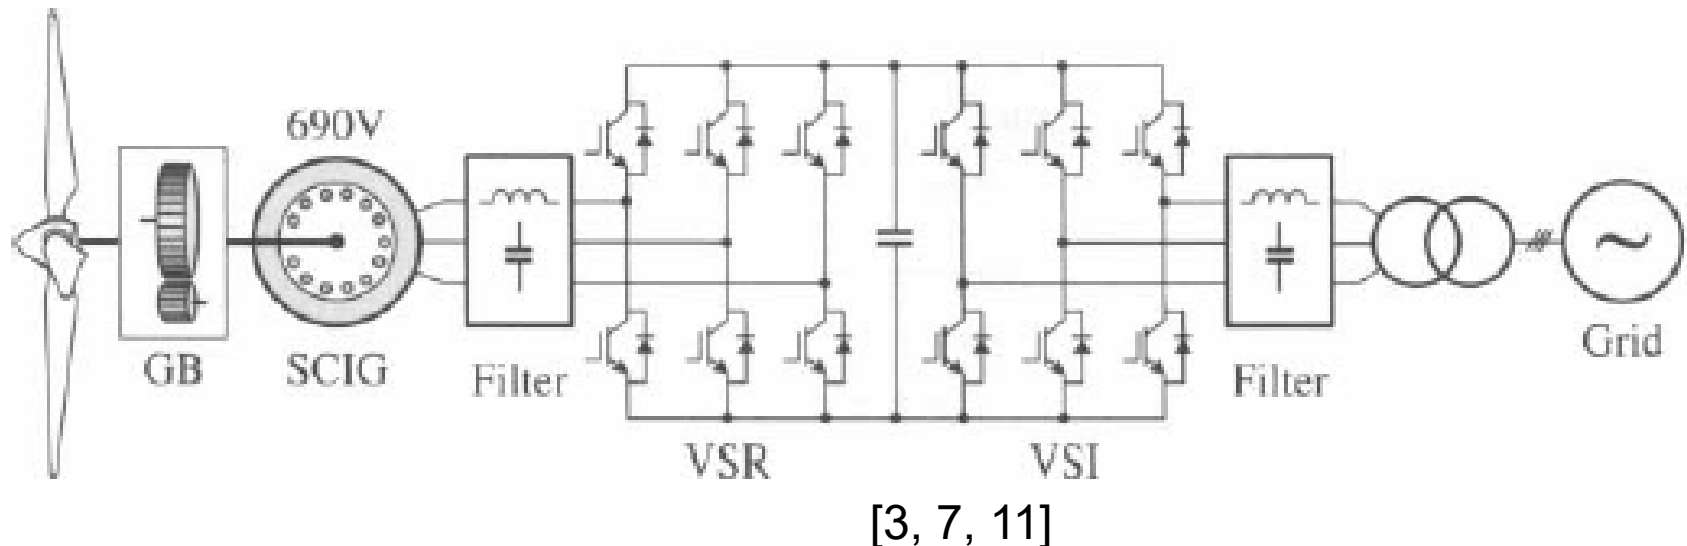 690V
GB
SCIG
Filter
VSR
VSI
Filter
Grid
[3, 7, 11]